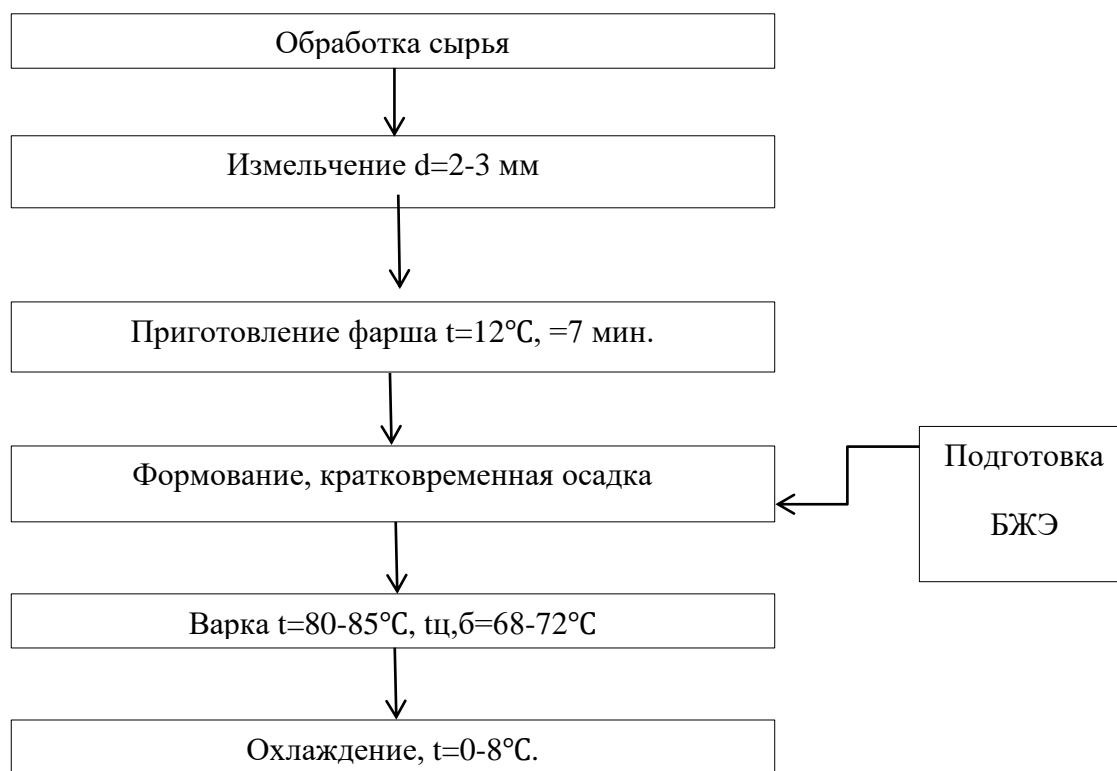 Обработка сырья
Измельчение d=2-3 мм
Приготовление фарша t=12℃, =7 мин.
Формование, кратковременная осадка
Подготовка
БЖЭ
Варка t=80-85℃, tц,б=68-72℃
Охлаждение, t=0-8℃.